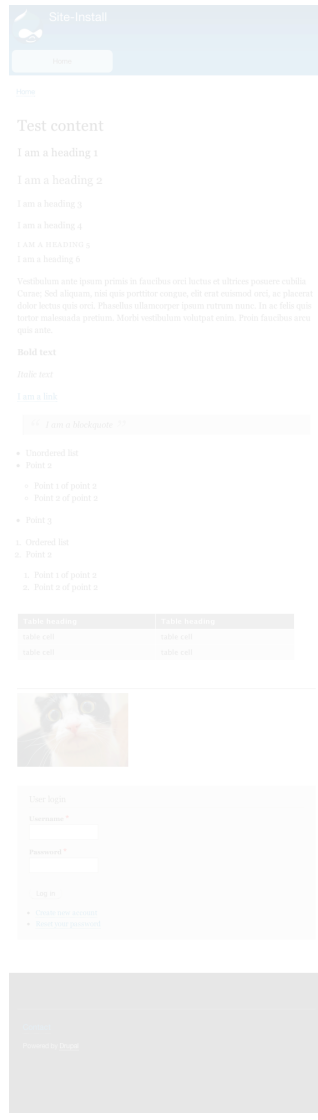 Site-Install
Home
Home
Test content
I am a heading 1
I am a heading 2
I am a heading 3
I am a heading 4
I AM A HEADING 5
I am a heading 6
Vestibulum ante ipsum primis in faucibus orci luctus et ultrices posuere cubilia
Curae; Sed aliquam, nisi quis porttitor congue, elit erat euismod orci, ac placerat
dolor lectus quis orci. Phasellus ullamcorper ipsum rutrum nunc. In ac felis quis
tortor malesuada pretium. Morbi vestibulum volutpat enim. Proin faucibus arcu
quis ante.
Bold text
Italic text
I am a link
“ I am a blockquote ”
• Unordered list
• Point 2
◦ Point 1 of point 2
◦ Point 2 of point 2
• Point 3
1. Ordered list
2. Point 2
1. Point 1 of point 2
2. Point 2 of point 2
Table heading Table heading
table cell table cell
table cell table cell
User login
Username *
Password *
Log in
• Create new account
• Reset your password
Contact
Powered by Drupal